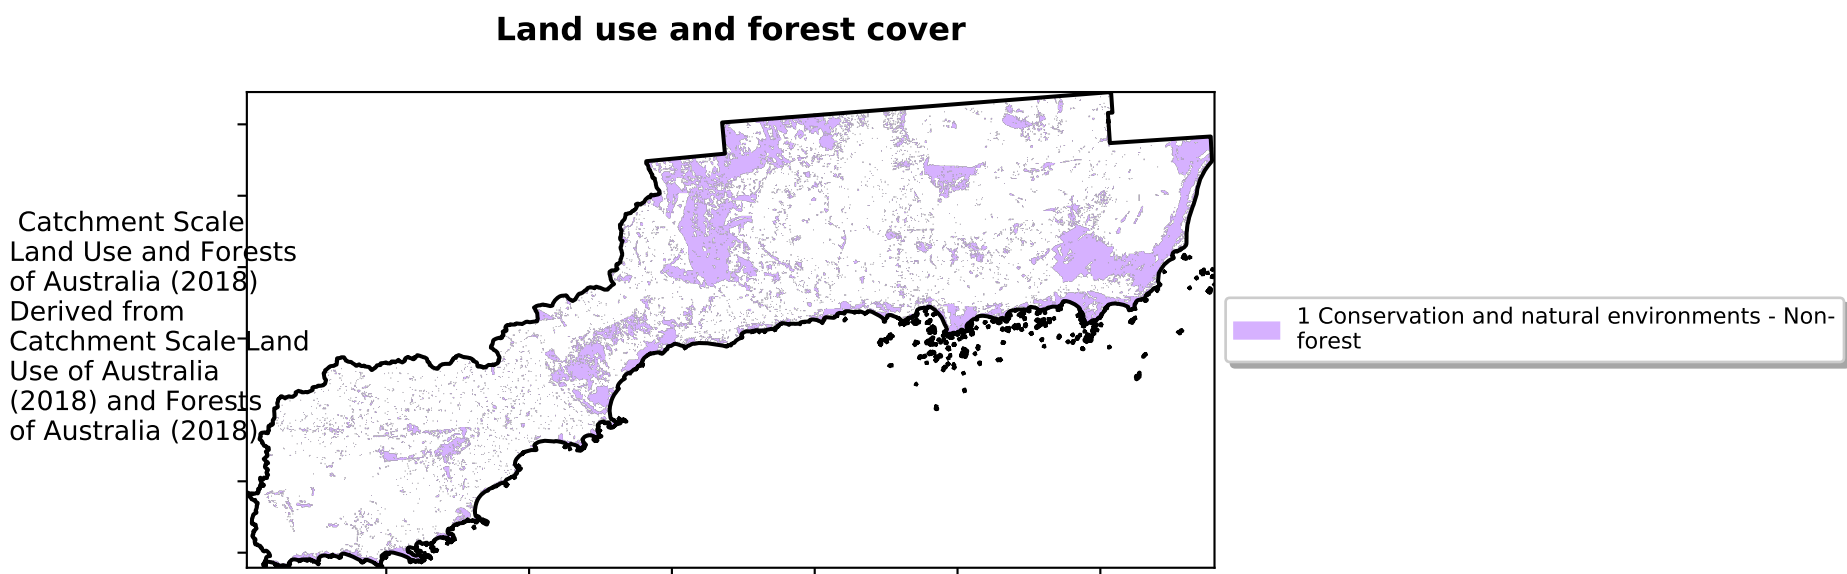 Land use and forest cover
Catchment Scale
Land Use and Forests
of Australia (2018)
Derived from
Catchment Scale Land
Use of Australia
(2018) and Forests
of Australia (2018)
1 Conservation and natural environments - Non-
forest